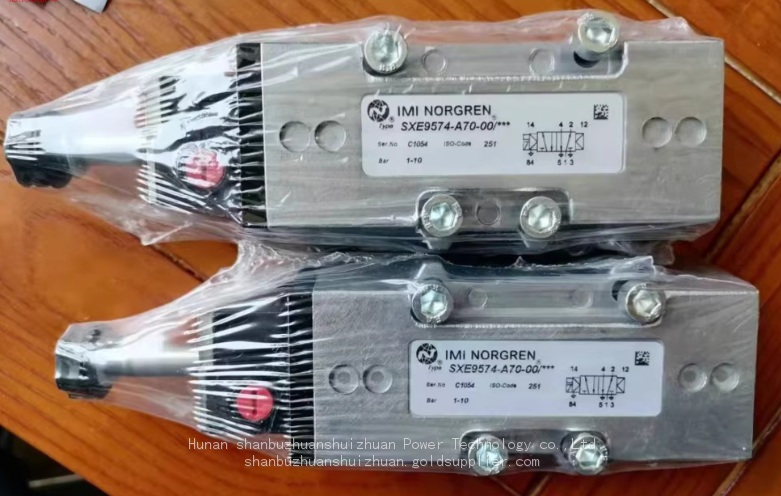 IMI NORGREN®
Type SXE9574-A70-00/***
14 4 2 12
Ser.No C1054 ISO-Code 251
Bar 1-10
84 5 1 3
IMI NORGREN®
Type SXE9574-A70-00/***
14 4 2 12
Ser.No C1054 ISO-Code 251
Bar 1-10
84 5 1 3
Hunan shanbuzhuanshuizhuan Power Technology co.,Ltd.
shanbuzhuanshuizhuan.goldsupplier.com